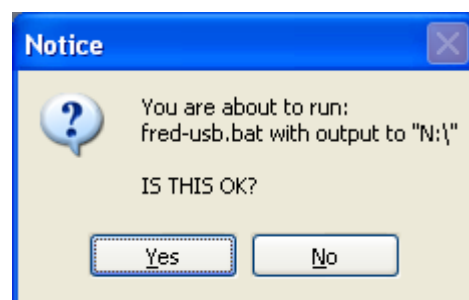 Notice
You are about to run:
fred-usb.bat with output to "N:\"
IS THIS OK?
Yes
No